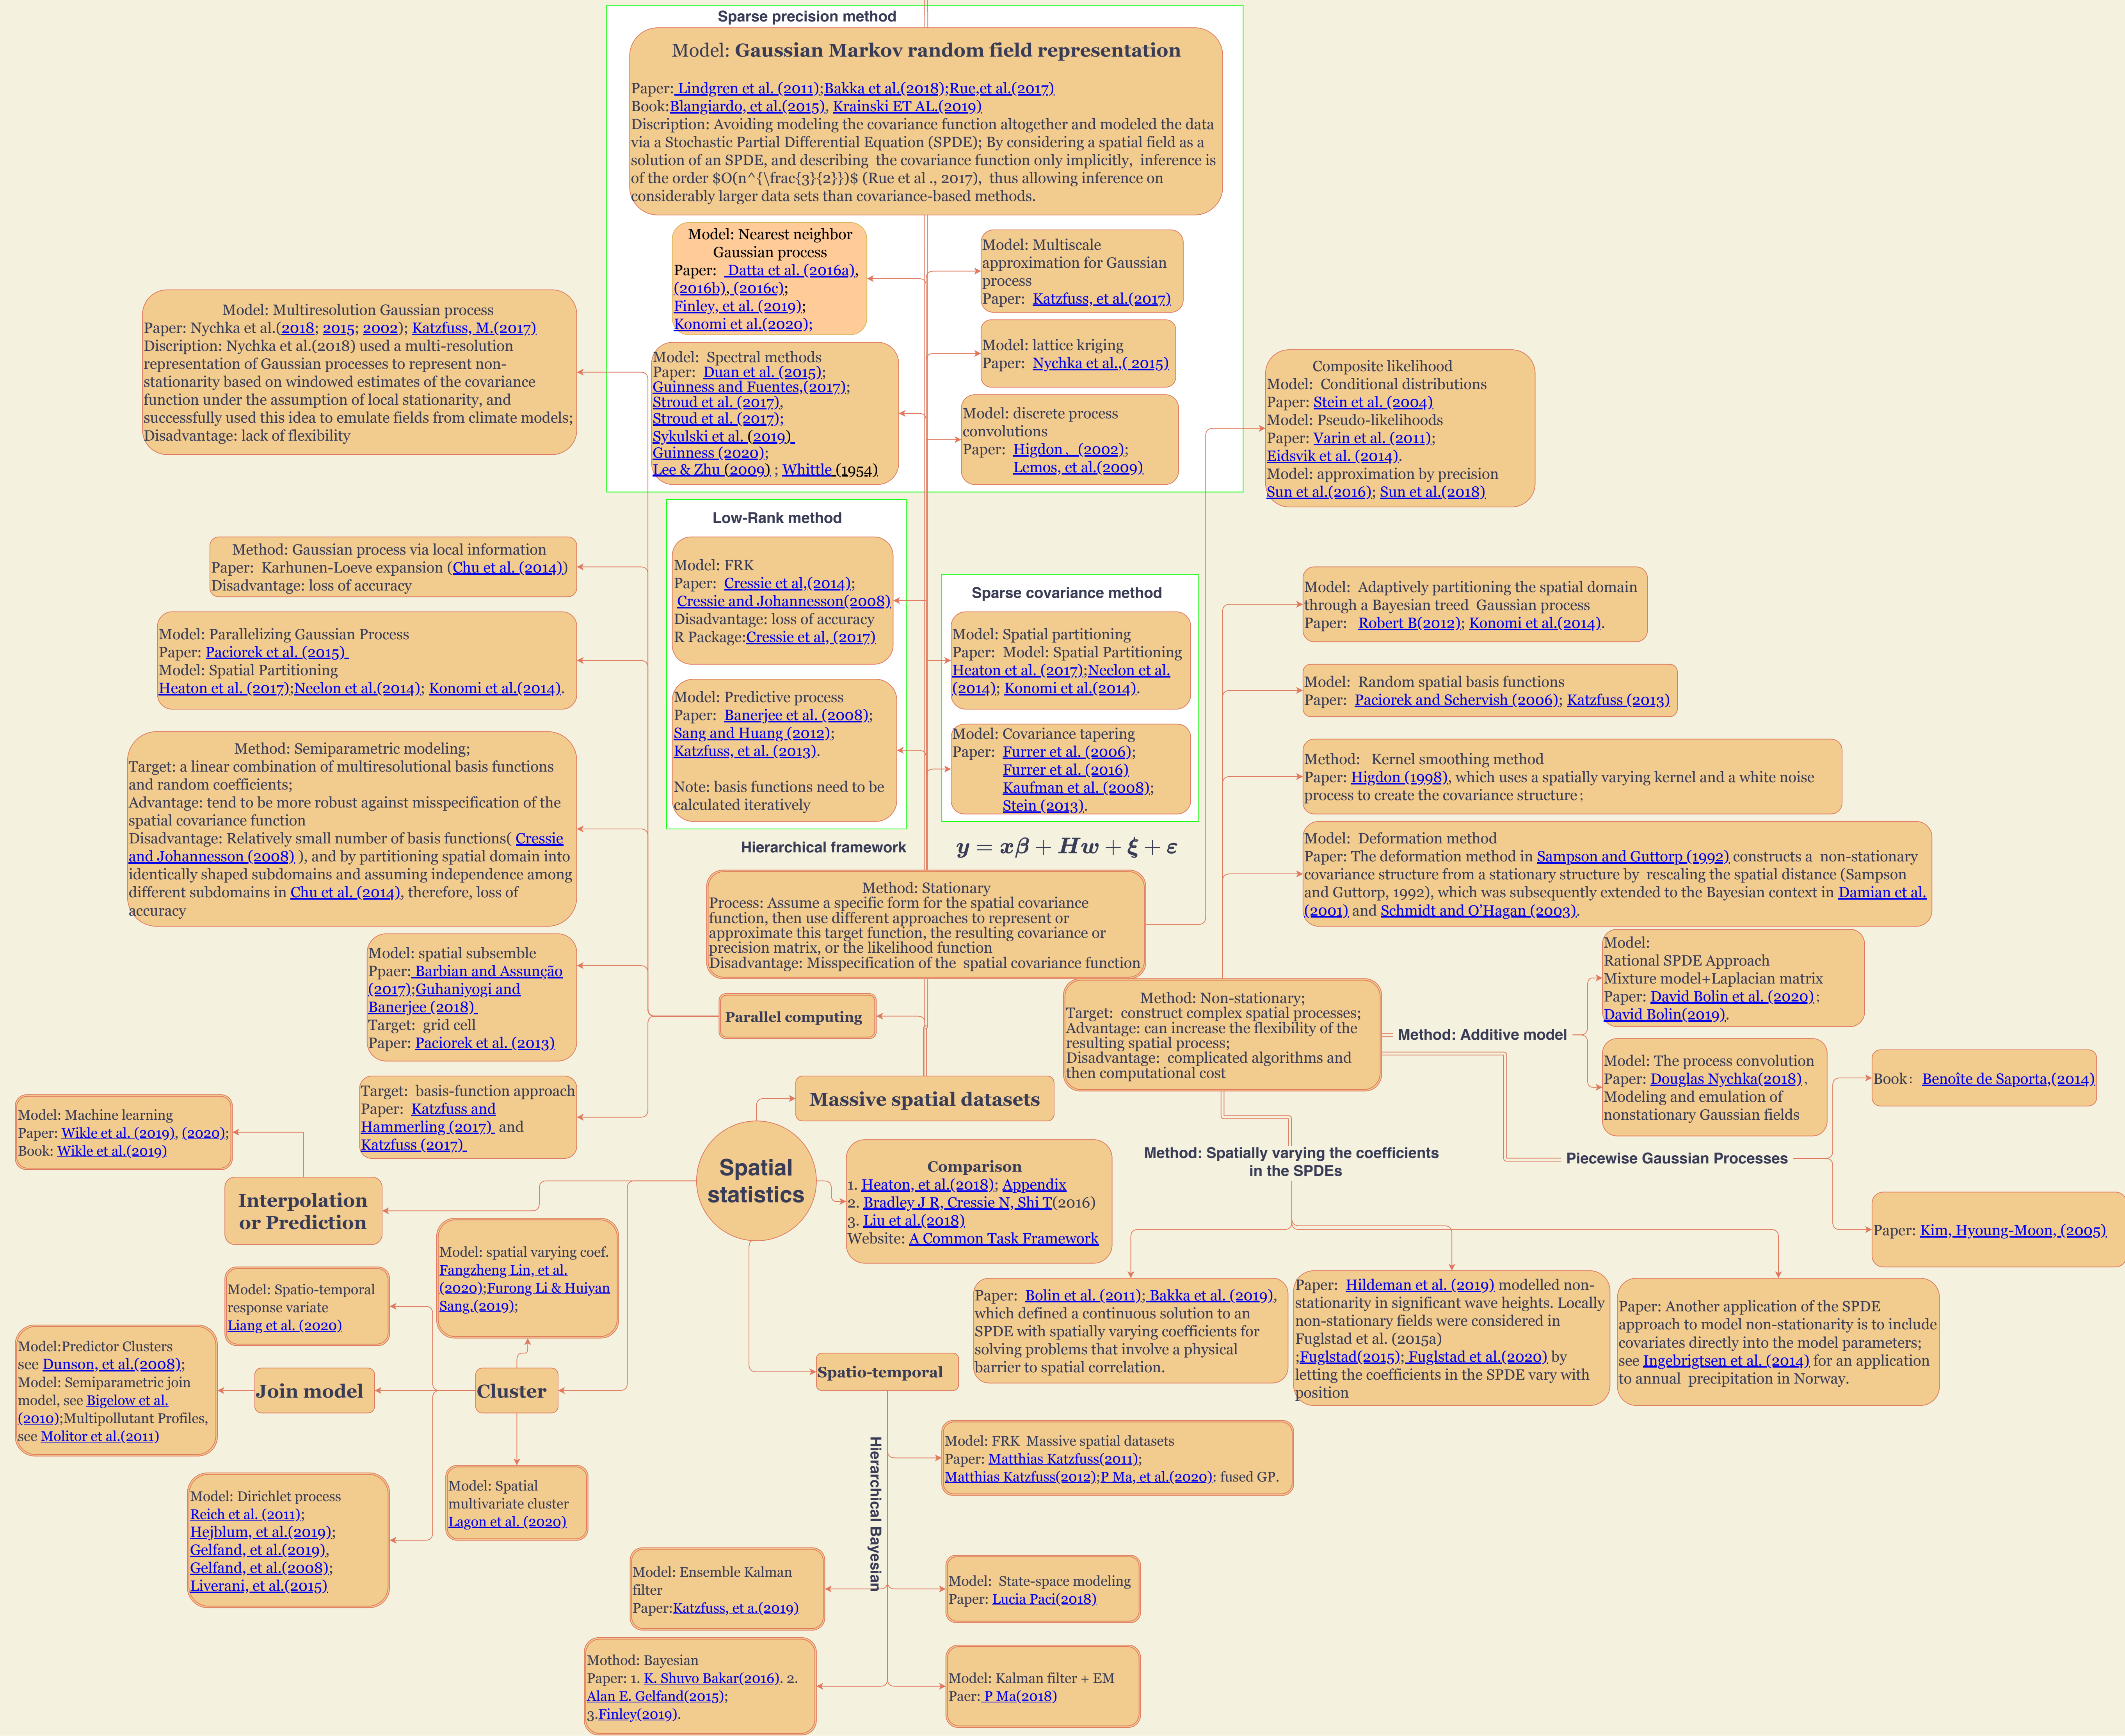 Sparse precision method
Model: Gaussian Markov random field representation
Paper: Lindgren et al. (2011);Bakka et al.(2018);Rue,et al.(2017)
Book:Blangiardo, et al.(2015), Krainski ET AL.(2019)
Discription: Avoiding modeling the covariance function altogether and modeled the data
via a Stochastic Partial Differential Equation (SPDE); By considering a spatial field as a
solution of an SPDE, and describing the covariance function only implicitly, inference is
of the order $O(n^{\frac{3}{2}})$ (Rue et al ., 2017), thus allowing inference on
considerably larger data sets than covariance-based methods.
Model: Nearest neighbor
Gaussian process
Paper: Datta et al. (2016a),
(2016b), (2016c);
Finley, et al. (2019);
Konomi et al.(2020);
Model: Multiscale
approximation for Gaussian
process
Paper: Katzfuss, et al.(2017)
Model: Spectral methods
Paper: Duan et al. (2015);
Guinness and Fuentes,(2017);
Stroud et al. (2017),
Stroud et al. (2017);
Sykulski et al. (2019)
Guinness (2020);
Lee & Zhu (2009) ; Whittle (1954)
Model: lattice kriging
Paper: Nychka et al.,( 2015)
Model: discrete process
convolutions
Paper: Higdon、 (2002);
Lemos, et al.(2009)
Model: Multiresolution Gaussian process
Paper: Nychka et al.(2018; 2015; 2002); Katzfuss, M.(2017)
Discription: Nychka et al.(2018) used a multi-resolution
representation of Gaussian processes to represent non-
stationarity based on windowed estimates of the covariance
function under the assumption of local stationarity, and
successfully used this idea to emulate fields from climate models;
Disadvantage: lack of flexibility
Composite likelihood
Model: Conditional distributions
Paper: Stein et al. (2004)
Model: Pseudo-likelihoods
Paper: Varin et al. (2011);
Eidsvik et al. (2014).
Model: approximation by precision
Sun et al.(2016); Sun et al.(2018)
Low-Rank method
Model: FRK
Paper: Cressie et al,(2014);
Cressie and Johannesson(2008)
Disadvantage: loss of accuracy
R Package:Cressie et al, (2017)
Model: Predictive process
Paper: Banerjee et al. (2008);
Sang and Huang (2012);
Katzfuss, et al. (2013).
Note: basis functions need to be
calculated iteratively
Sparse covariance method
Model: Spatial partitioning
Paper: Model: Spatial Partitioning
Heaton et al. (2017);Neelon et al.
(2014); Konomi et al.(2014).
Model: Covariance tapering
Paper: Furrer et al. (2006);
Furrer et al. (2016)
Kaufman et al. (2008);
Stein (2013).
Method: Gaussian process via local information
Paper: Karhunen-Loeve expansion (Chu et al. (2014))
Disadvantage: loss of accuracy
Model: Parallelizing Gaussian Process
Paper: Paciorek et al. (2015)
Model: Spatial Partitioning
Heaton et al. (2017);Neelon et al.(2014); Konomi et al.(2014).
Method: Semiparametric modeling;
Target: a linear combination of multiresolutional basis functions
and random coefficients;
Advantage: tend to be more robust against misspecification of the
spatial covariance function
Disadvantage: Relatively small number of basis functions( Cressie
and Johannesson (2008) ), and by partitioning spatial domain into
identically shaped subdomains and assuming independence among
different subdomains in Chu et al. (2014), therefore, loss of
accuracy
Model: spatial subsemble
Ppaer: Barbian and Assunção
(2017);Guhaniyogi and
Banerjee (2018)
Target: grid cell
Paper: Paciorek et al. (2013)
Target: basis-function approach
Paper: Katzfuss and
Hammerling (2017) and
Katzfuss (2017)
Hierarchical framework
y = xβ + Hw + ξ + ε
Method: Stationary
Process: Assume a specific form for the spatial covariance
function, then use different approaches to represent or
approximate this target function, the resulting covariance or
precision matrix, or the likelihood function
Disadvantage: Misspecification of the spatial covariance function
Parallel computing
Massive spatial datasets
Model: Adaptively partitioning the spatial domain
through a Bayesian treed Gaussian process
Paper: Robert B(2012); Konomi et al.(2014).
Model: Random spatial basis functions
Paper: Paciorek and Schervish (2006); Katzfuss (2013)
Method: Kernel smoothing method
Paper: Higdon (1998), which uses a spatially varying kernel and a white noise
process to create the covariance structure；
Model: Deformation method
Paper: The deformation method in Sampson and Guttorp (1992) constructs a non-stationary
covariance structure from a stationary structure by rescaling the spatial distance (Sampson
and Guttorp, 1992), which was subsequently extended to the Bayesian context in Damian et al.
(2001) and Schmidt and O'Hagan (2003).
Method: Non-stationary;
Target: construct complex spatial processes;
Advantage: can increase the flexibility of the
resulting spatial process;
Disadvantage: complicated algorithms and
then computational cost
Method: Additive model
Model:
Rational SPDE Approach
Mixture model+Laplacian matrix
Paper: David Bolin et al. (2020)；
David Bolin(2019).
Model: The process convolution
Paper: Douglas Nychka(2018)，
Modeling and emulation of
nonstationary Gaussian fields
Piecewise Gaussian Processes
Book： Benoîte de Saporta,(2014)
Paper: Kim, Hyoung-Moon, (2005)
Method: Spatially varying the coefficients
in the SPDEs
Paper: Bolin et al. (2011); Bakka et al. (2019),
which defined a continuous solution to an
SPDE with spatially varying coefficients for
solving problems that involve a physical
barrier to spatial correlation.
Paper: Hildeman et al. (2019) modelled non-
stationarity in significant wave heights. Locally
non-stationary fields were considered in
Fuglstad et al. (2015a)
;Fuglstad(2015); Fuglstad et al.(2020) by
letting the coefficients in the SPDE vary with
position
Paper: Another application of the SPDE
approach to model non-stationarity is to include
covariates directly into the model parameters;
see Ingebrigtsen et al. (2014) for an application
to annual precipitation in Norway.
Spatial
statistics
Comparison
1. Heaton, et al.(2018); Appendix
2. Bradley J R, Cressie N, Shi T(2016)
3. Liu et al.(2018)
Website: A Common Task Framework
Model: Machine learning
Paper: Wikle et al. (2019), (2020);
Book: Wikle et al.(2019)
Interpolation
or Prediction
Model: spatial varying coef.
Fangzheng Lin, et al.
(2020);Furong Li & Huiyan
Sang.(2019);
Model: Spatio-temporal
response variate
Liang et al. (2020)
Model:Predictor Clusters
see Dunson, et al.(2008);
Model: Semiparametric join
model, see Bigelow et al.
(2010);Multipollutant Profiles,
see Molitor et al.(2011)
Join model
Cluster
Model: Dirichlet process
Reich et al. (2011);
Hejblum, et al.(2019);
Gelfand, et al.(2019),
Gelfand, et al.(2008);
Liverani, et al.(2015)
Model: Spatial
multivariate cluster
Lagon et al. (2020)
Spatio-temporal
Hierarchical Bayesian
Model: FRK Massive spatial datasets
Paper: Matthias Katzfuss(2011);
Matthias Katzfuss(2012);P Ma, et al.(2020): fused GP.
Model: Ensemble Kalman
filter
Paper:Katzfuss, et a.(2019)
Model: State-space modeling
Paper: Lucia Paci(2018)
Mothod: Bayesian
Paper: 1. K. Shuvo Bakar(2016). 2.
Alan E. Gelfand(2015);
3.Finley(2019).
Model: Kalman filter + EM
Paer: P Ma(2018)